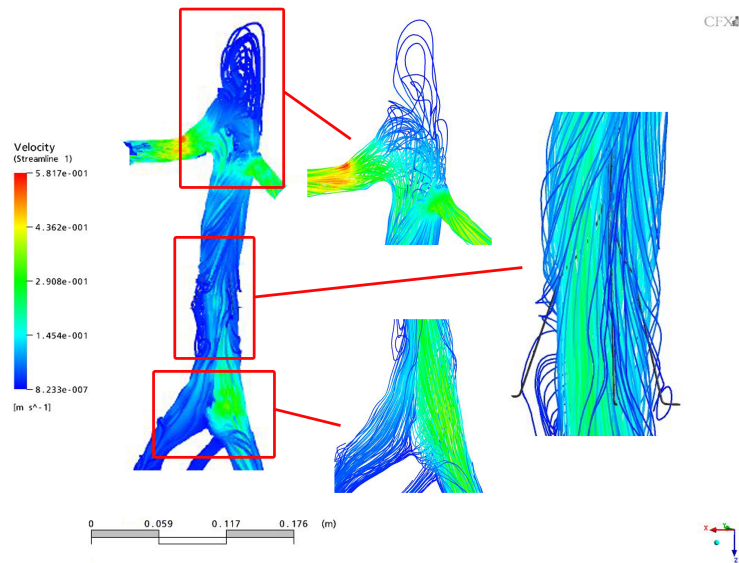 CFX
Velocity
(Streamline 1)
5.817e-001
4.362e-001
2.908e-001
1.454e-001
8.233e-007
[m s^-1]
0 0.059 0.117 0.176 (m)
X Y
Z